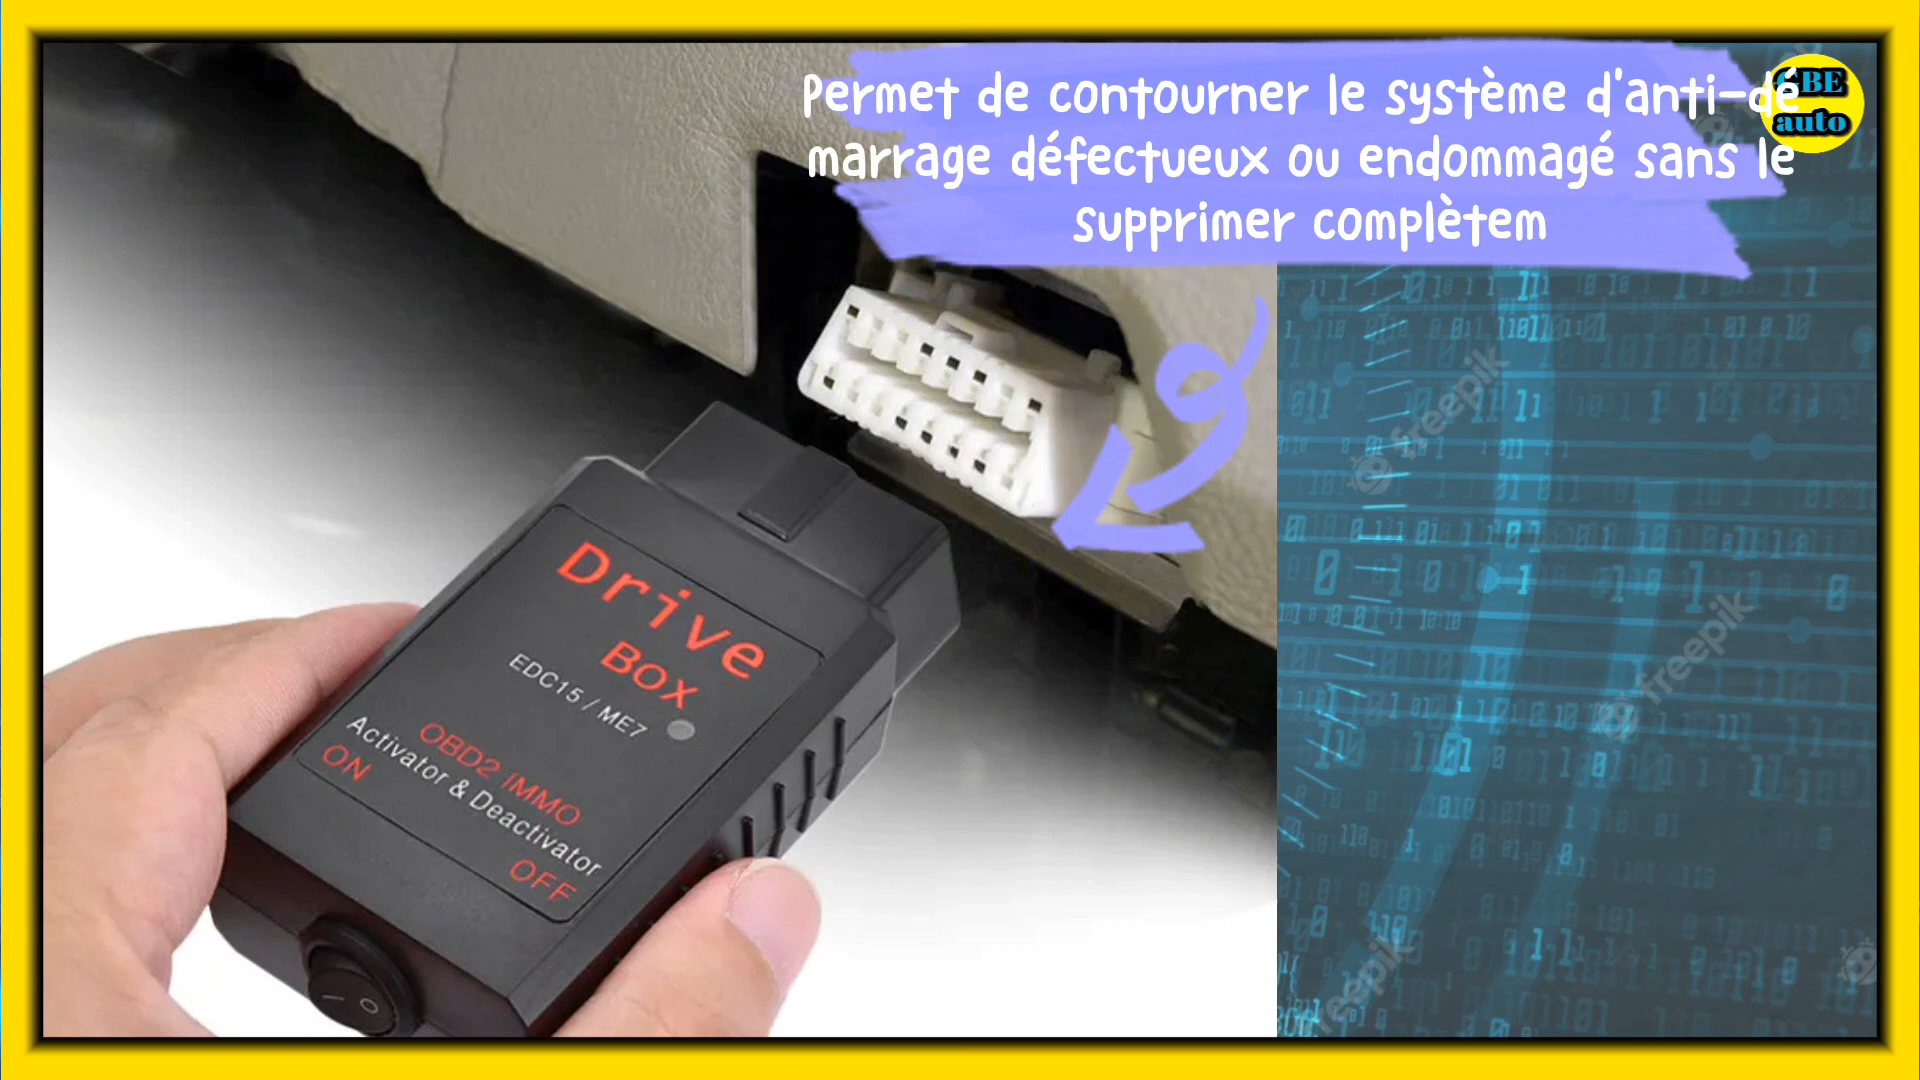 Permet de contourner le système d'anti-dé
marrage défectueux ou endommagé sans le
supprimer complètem
BE
auto
Drive
BOX
EDC15 / ME7
OBD2 IMMO
Activator & Deactivator
ON
OFF
freepik
freepik
freepik